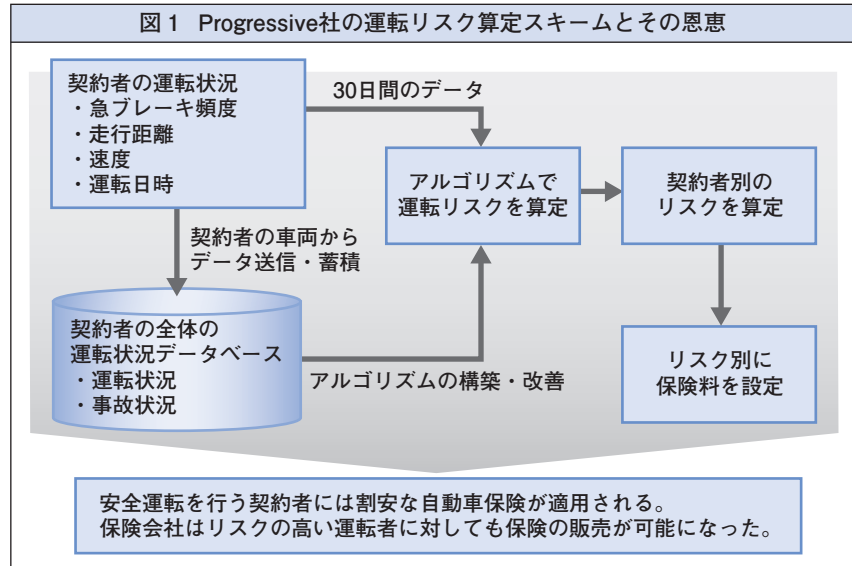 図1 Progressive社の運転リスク算定スキームとその恩恵
契約者の運転状況
・急ブレーキ頻度
・走行距離
・速度
・運転日時
30日間のデータ
アルゴリズムで
運転リスクを算定
契約者別の
リスクを算定
契約者の車両から
データ送信・蓄積
契約者の全体の
運転状況データベース
・運転状況
・事故状況
アルゴリズムの構築・改善
リスク別に
保険料を設定
安全運転を行う契約者には割安な自動車保険が適用される。
保険会社はリスクの高い運転者に対しても保険の販売が可能になった。